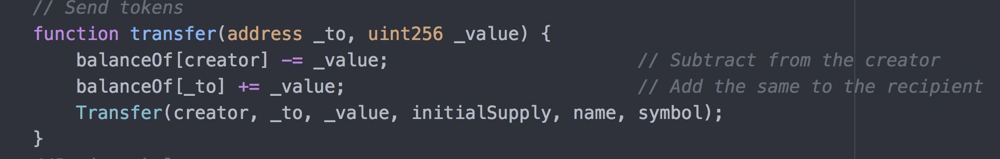 // Send tokens
function transfer(address _to, uint256 _value) {
balanceOf[creator] -= _value; // Subtract from the creator
balanceOf[_to] += _value; // Add the same to the recipient
Transfer(creator, _to, _value, initialSupply, name, symbol);
}